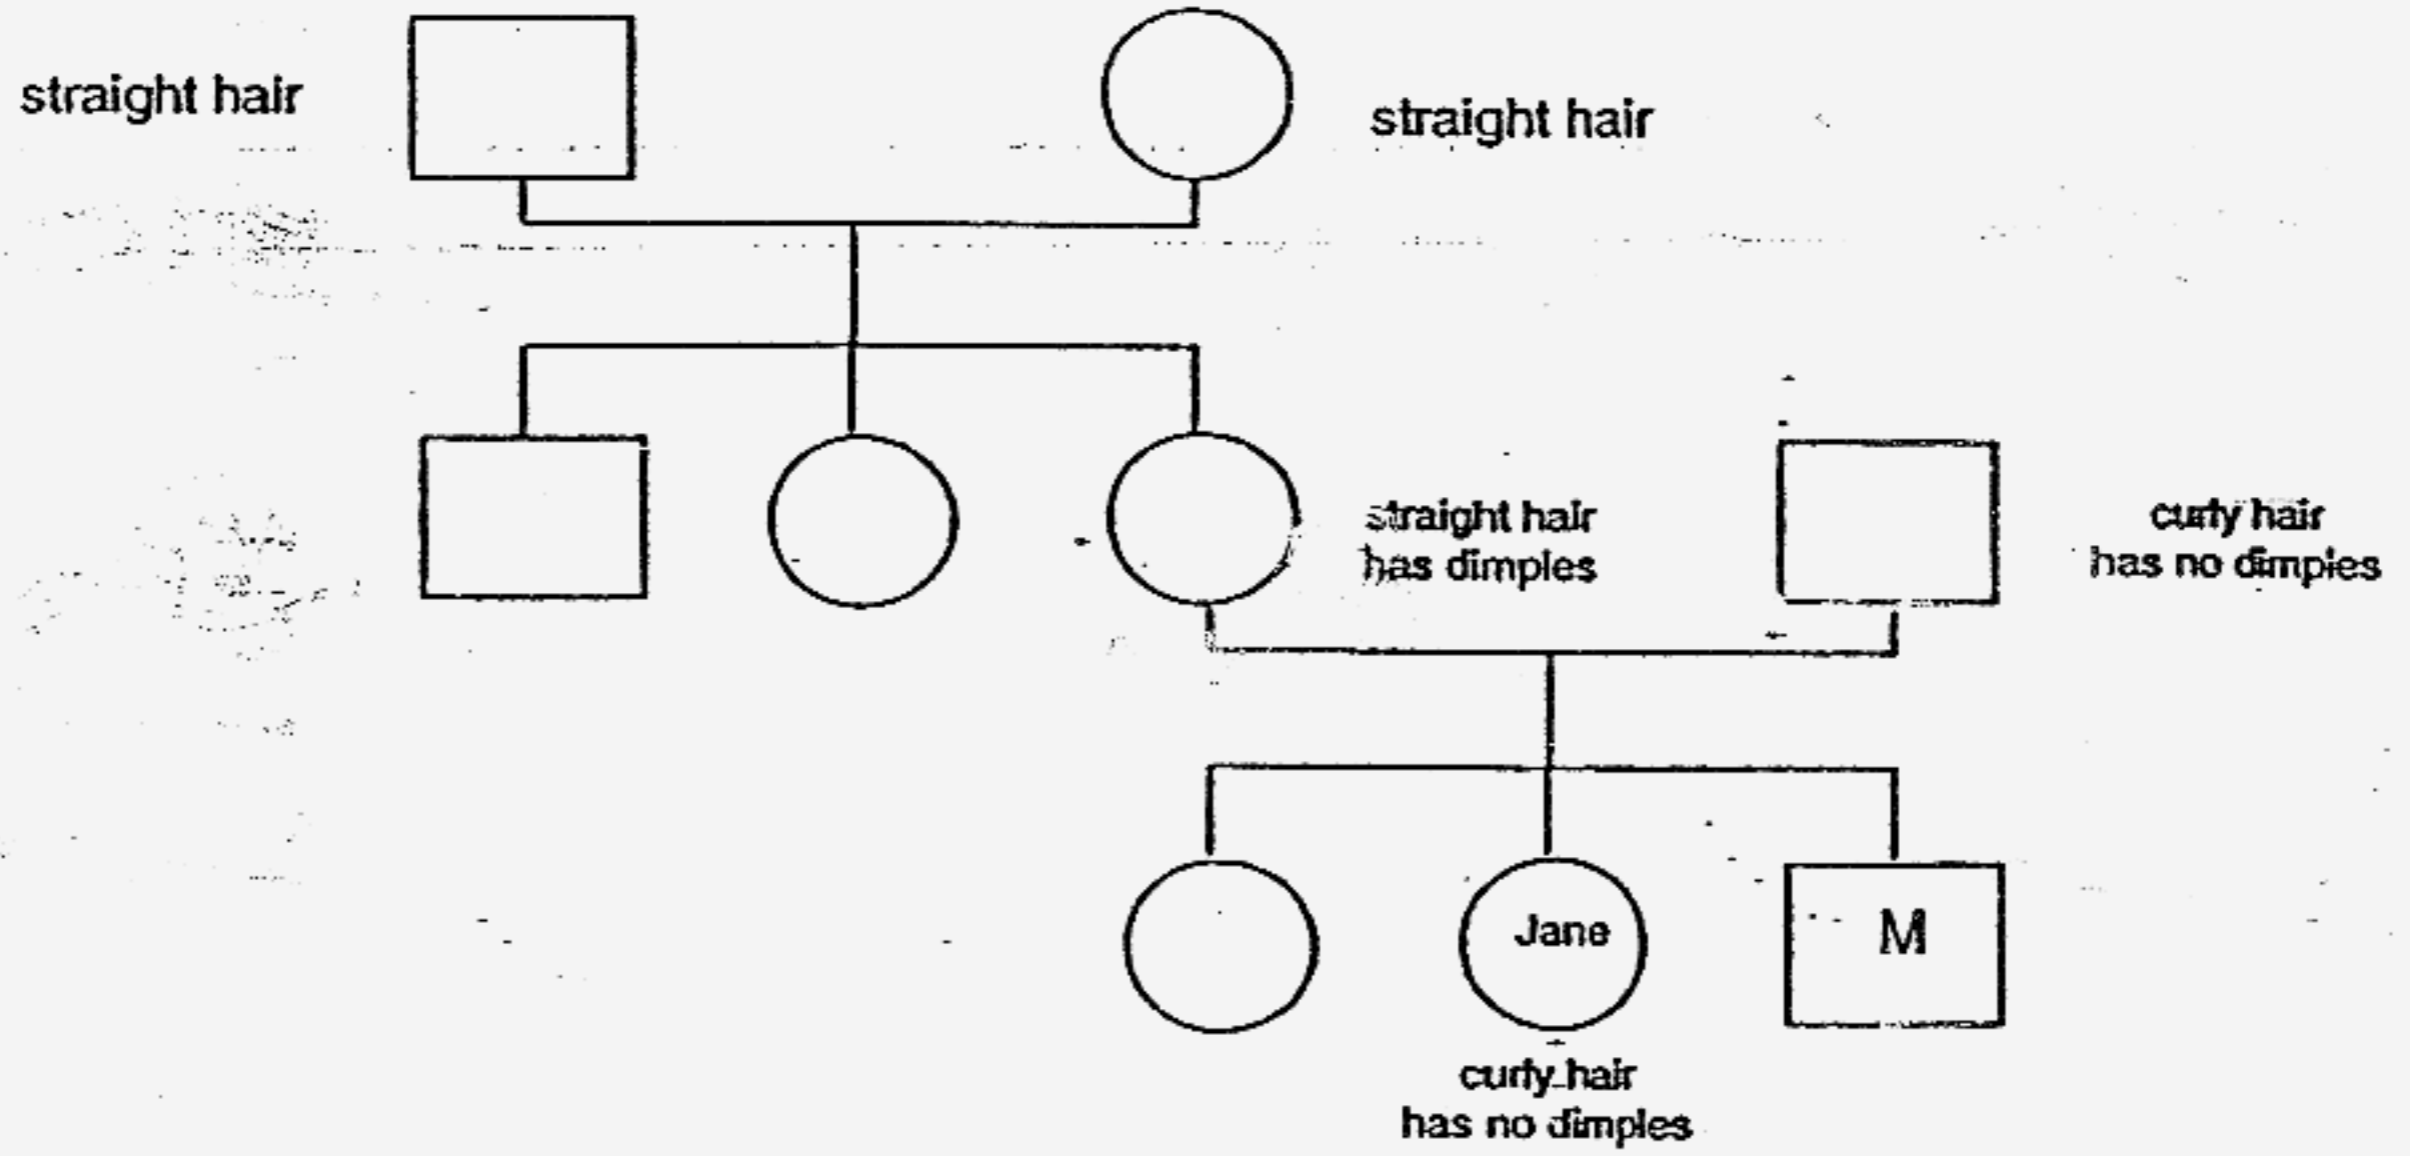 straight hair
straight hair
straight hair
has dimples
curly hair
has no dimples
Jane
M
curly hair
has no dimples